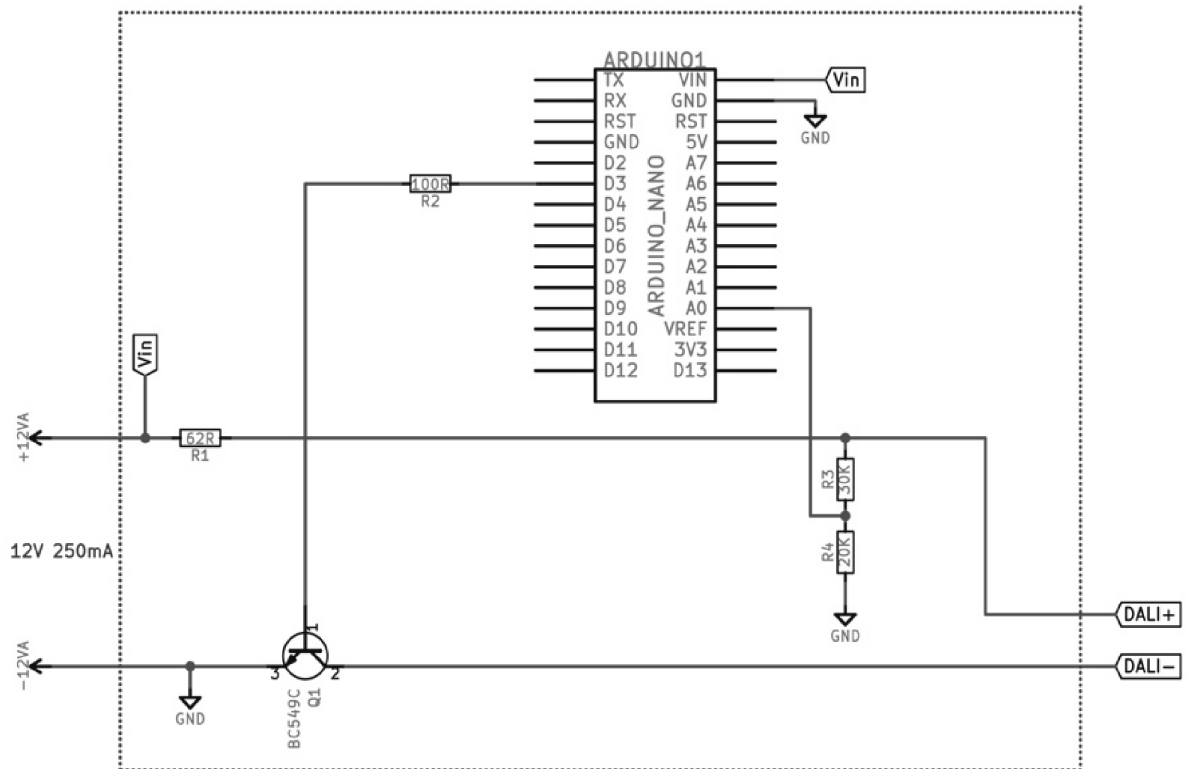 ARDUINO1
TX VIN
RX GND
RST RST
GND 5V
D2 A7
D3 A6
D4 A5
D5 A4
D6 A3
D7 A2
D8 A1
D9 A0
D10 VREF
D11 3V3
D12 D13
ARDUINO_NANO
Vin
GND
100R
R2
Vin
+12VA
62R
R1
R3
30K
R4
20K
GND
12V 250mA
DALI+
DALI-
-12VA
GND
1
3
2
BC549C
Q1